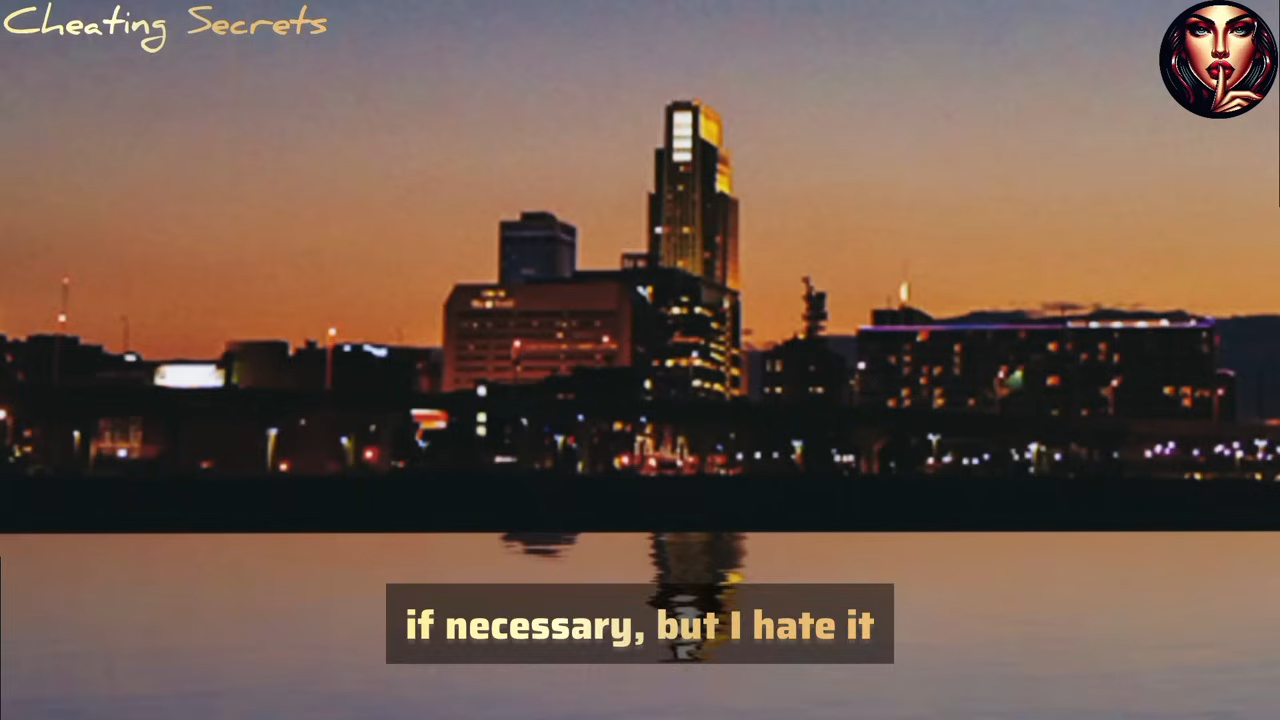 Cheating Secrets
if necessary, but I hate it